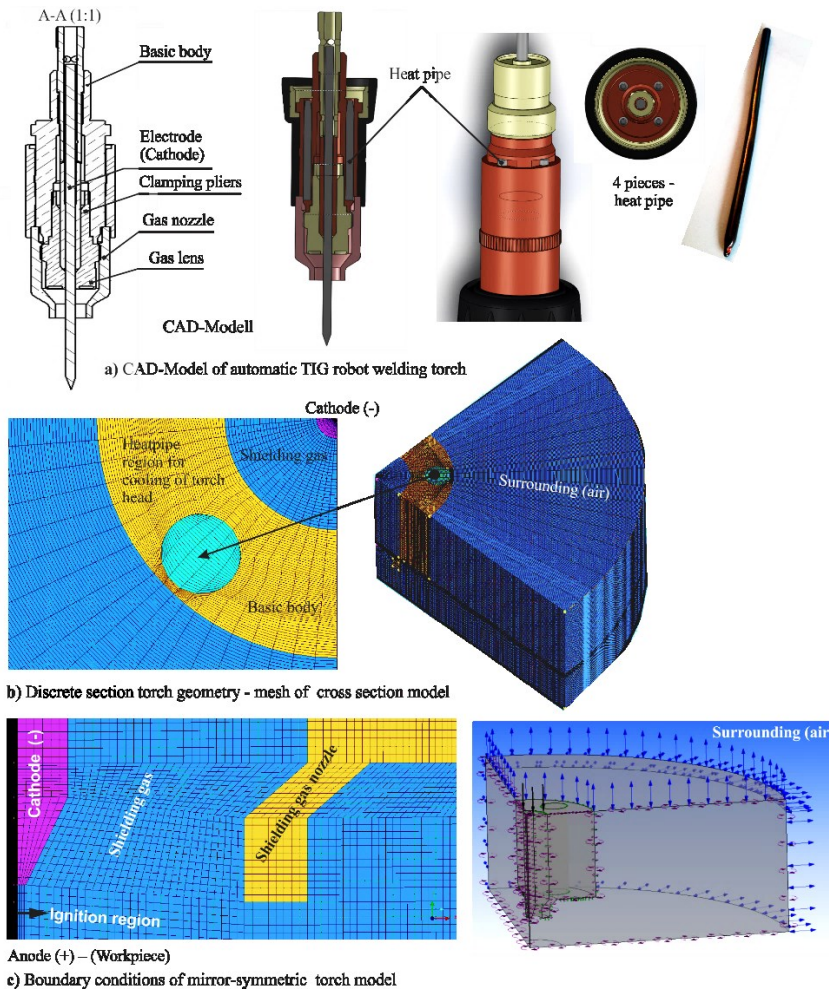 A-A (1:1)
Basic body
Electrode
(Cathode)
Clamping pliers
Gas nozzle
Gas lens
CAD-Modell
Heat pipe
4 pieces -
heat pipe
a) CAD-Model of automatic TIG robot welding torch
Cathode (-)
Heatpipe
region for
cooling of torch
head
Shielding gas
Basic body
Surrounding (air)
b) Discrete section torch geometry - mesh of cross section model
Cathode (-)
Shielding gas
Shielding gas nozzle
Ignition region
Surrounding (air
Anode (+) – (Workpiece)
c) Boundary conditions of mirror-symmetric torch model